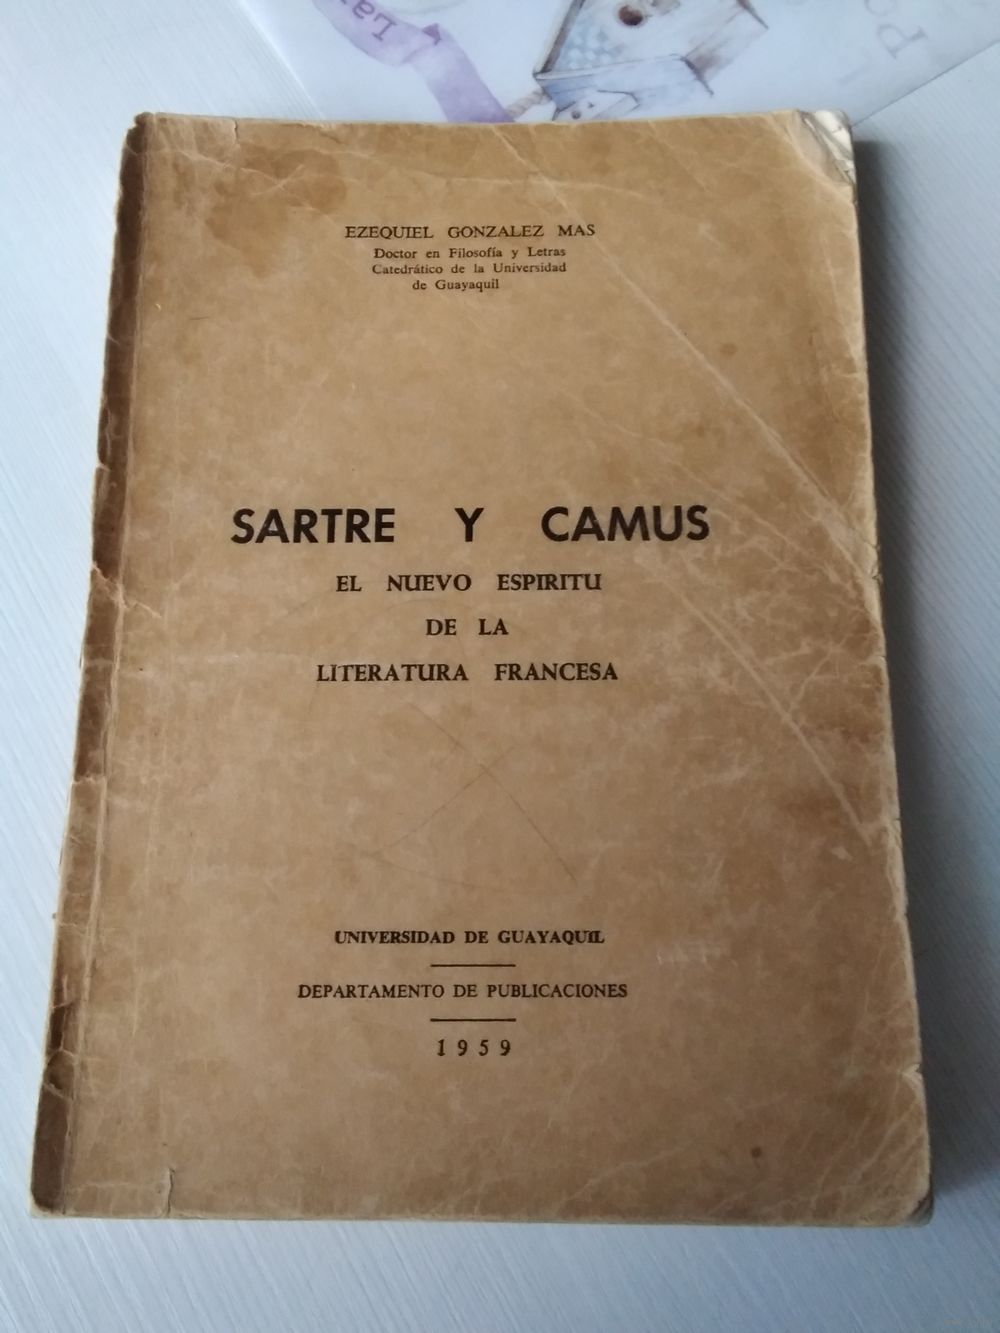 EZEQUIEL GONZALEZ MAS
Doctor en Filosofía y Letras
Catedrático de la Universidad
de Guayaquil
SARTRE Y CAMUS
EL NUEVO ESPIRITU
DE LA
LITERATURA FRANCESA
UNIVERSIDAD DE GUAYAQUIL
DEPARTAMENTO DE PUBLICACIONES
1959